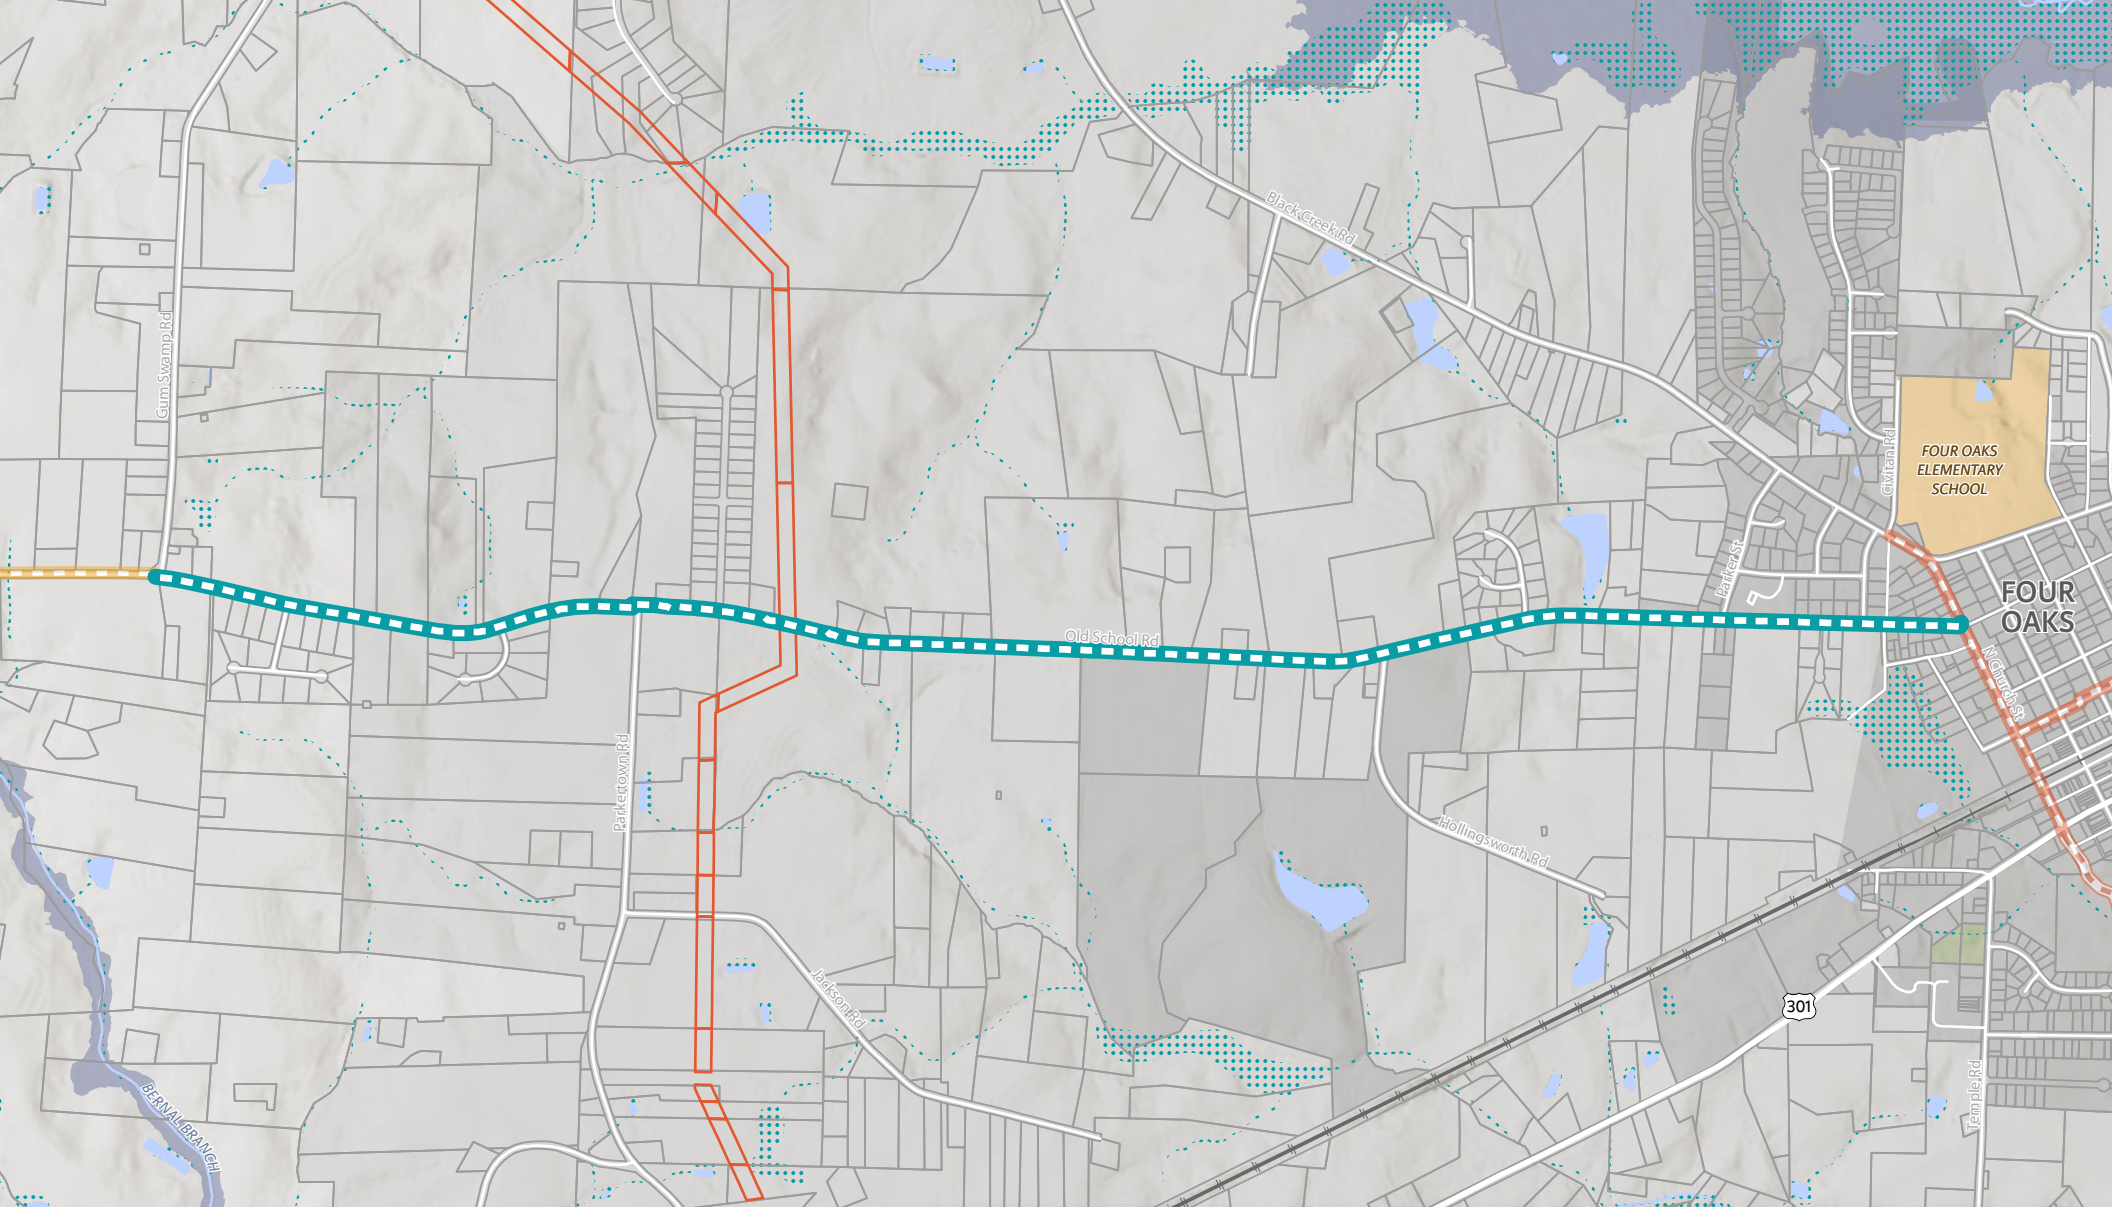 Black Creek Rd
Gum Swamp Rd
Civitan Rd
FOUR OAKS
ELEMENTARY
SCHOOL
Parker St
FOUR
OAKS
Old School Rd
N Church St
Parkertown Rd
Hollingsworth Rd
Jackson Rd
301
Temple Rd
BERNAL BRANCH